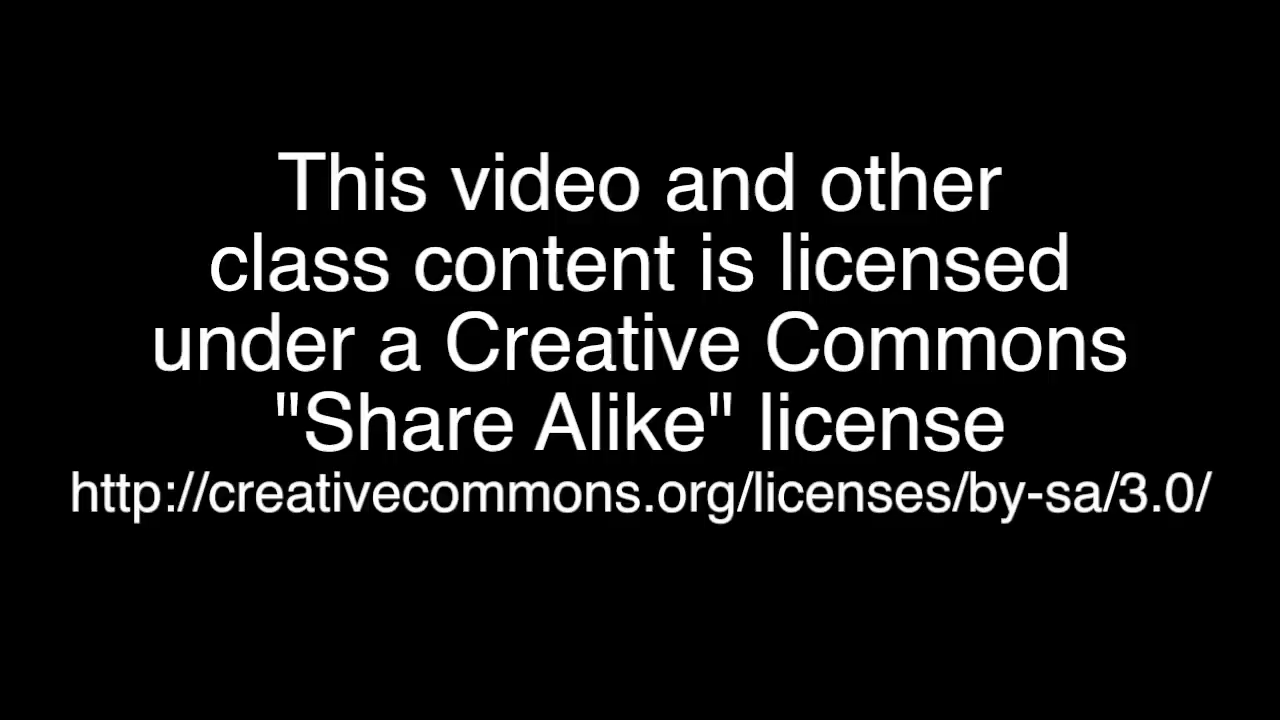 This video and other
class content is licensed
under a Creative Commons
"Share Alike" license
http://creativecommons.org/licenses/by-sa/3.0/